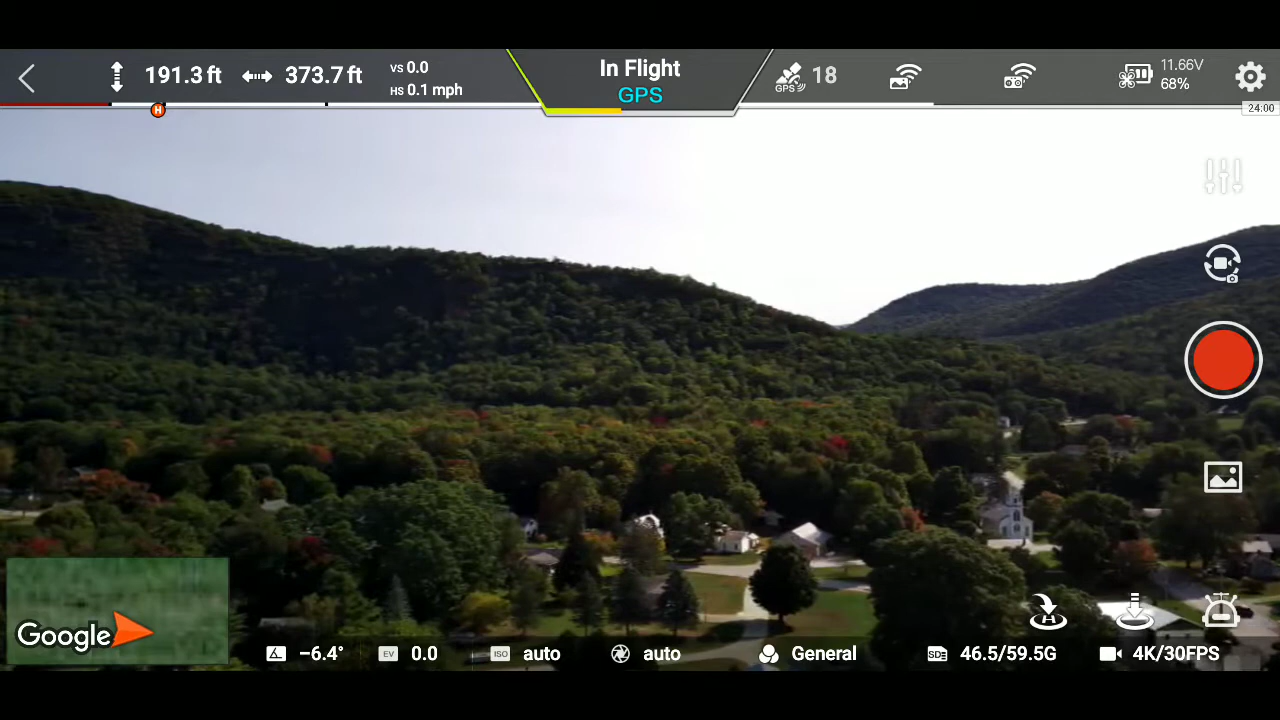 191.3 ft
373.7 ft
VS 0.0
HS 0.1 mph
In Flight
GPS
GPS
18
11.66V
68%
24:00
H
H
Google
−6.4°
EV
0.0
ISO
auto
auto
General
SD
46.5/59.5G
4K/30FPS